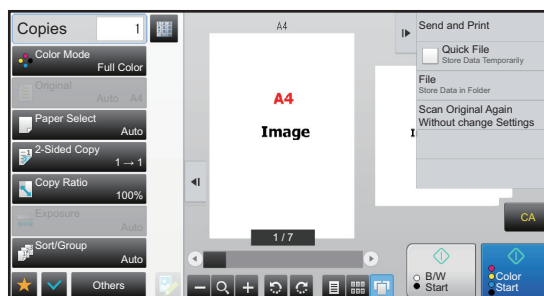 Copies
1
Color Mode
Full Color
Original
Auto A4
Paper Select
Auto
2-Sided Copy
1→1
Copy Ratio
100%
Exposure
Auto
Sort/Group
Auto
Others
A4
A4
Image
I
1 / 7
Send and Print
Quick File
Store Data Temporarily
File
Store Data in Folder
Scan Original Again
Without change Settings
CA
B/W
Start
Color
Start